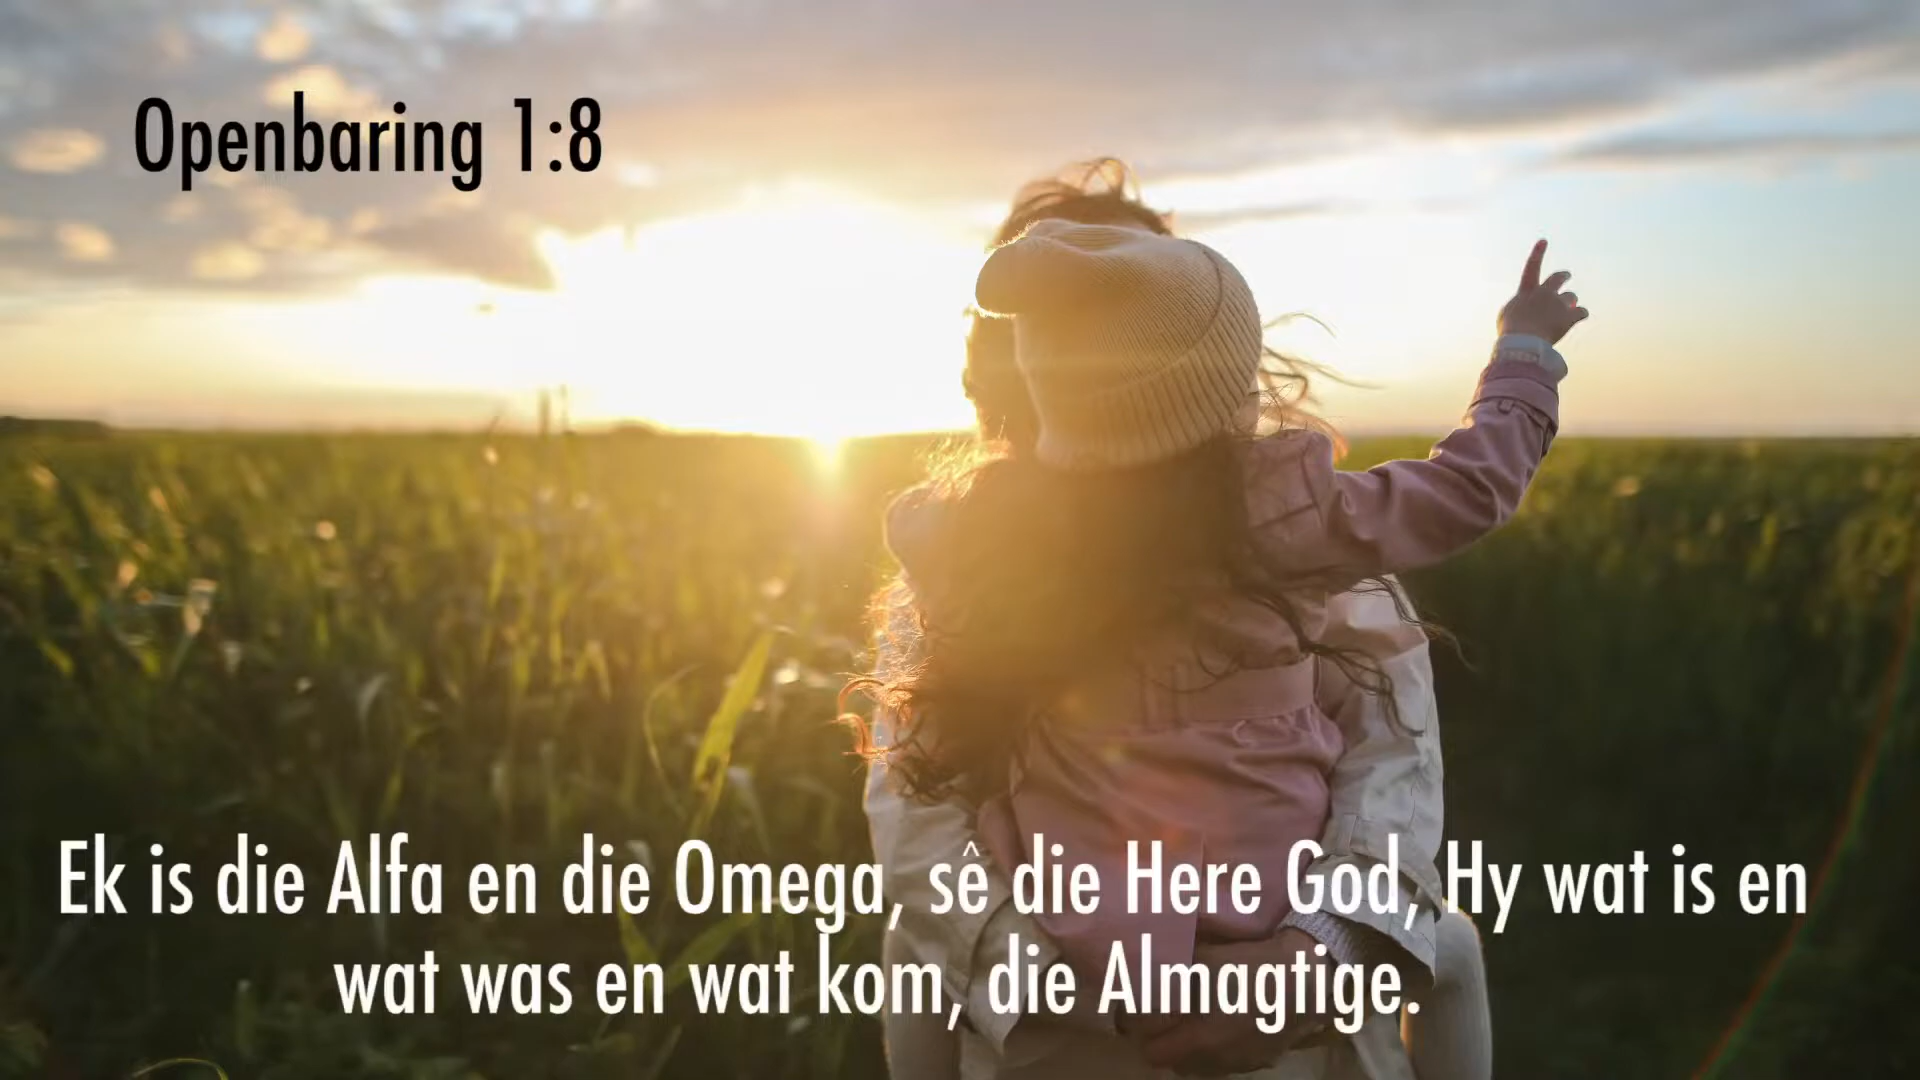 Openbaring 1:8
Ek is die Alfa en die Omega, sê die Here God, Hy wat is en
wat was en wat kom, die Almagtige.